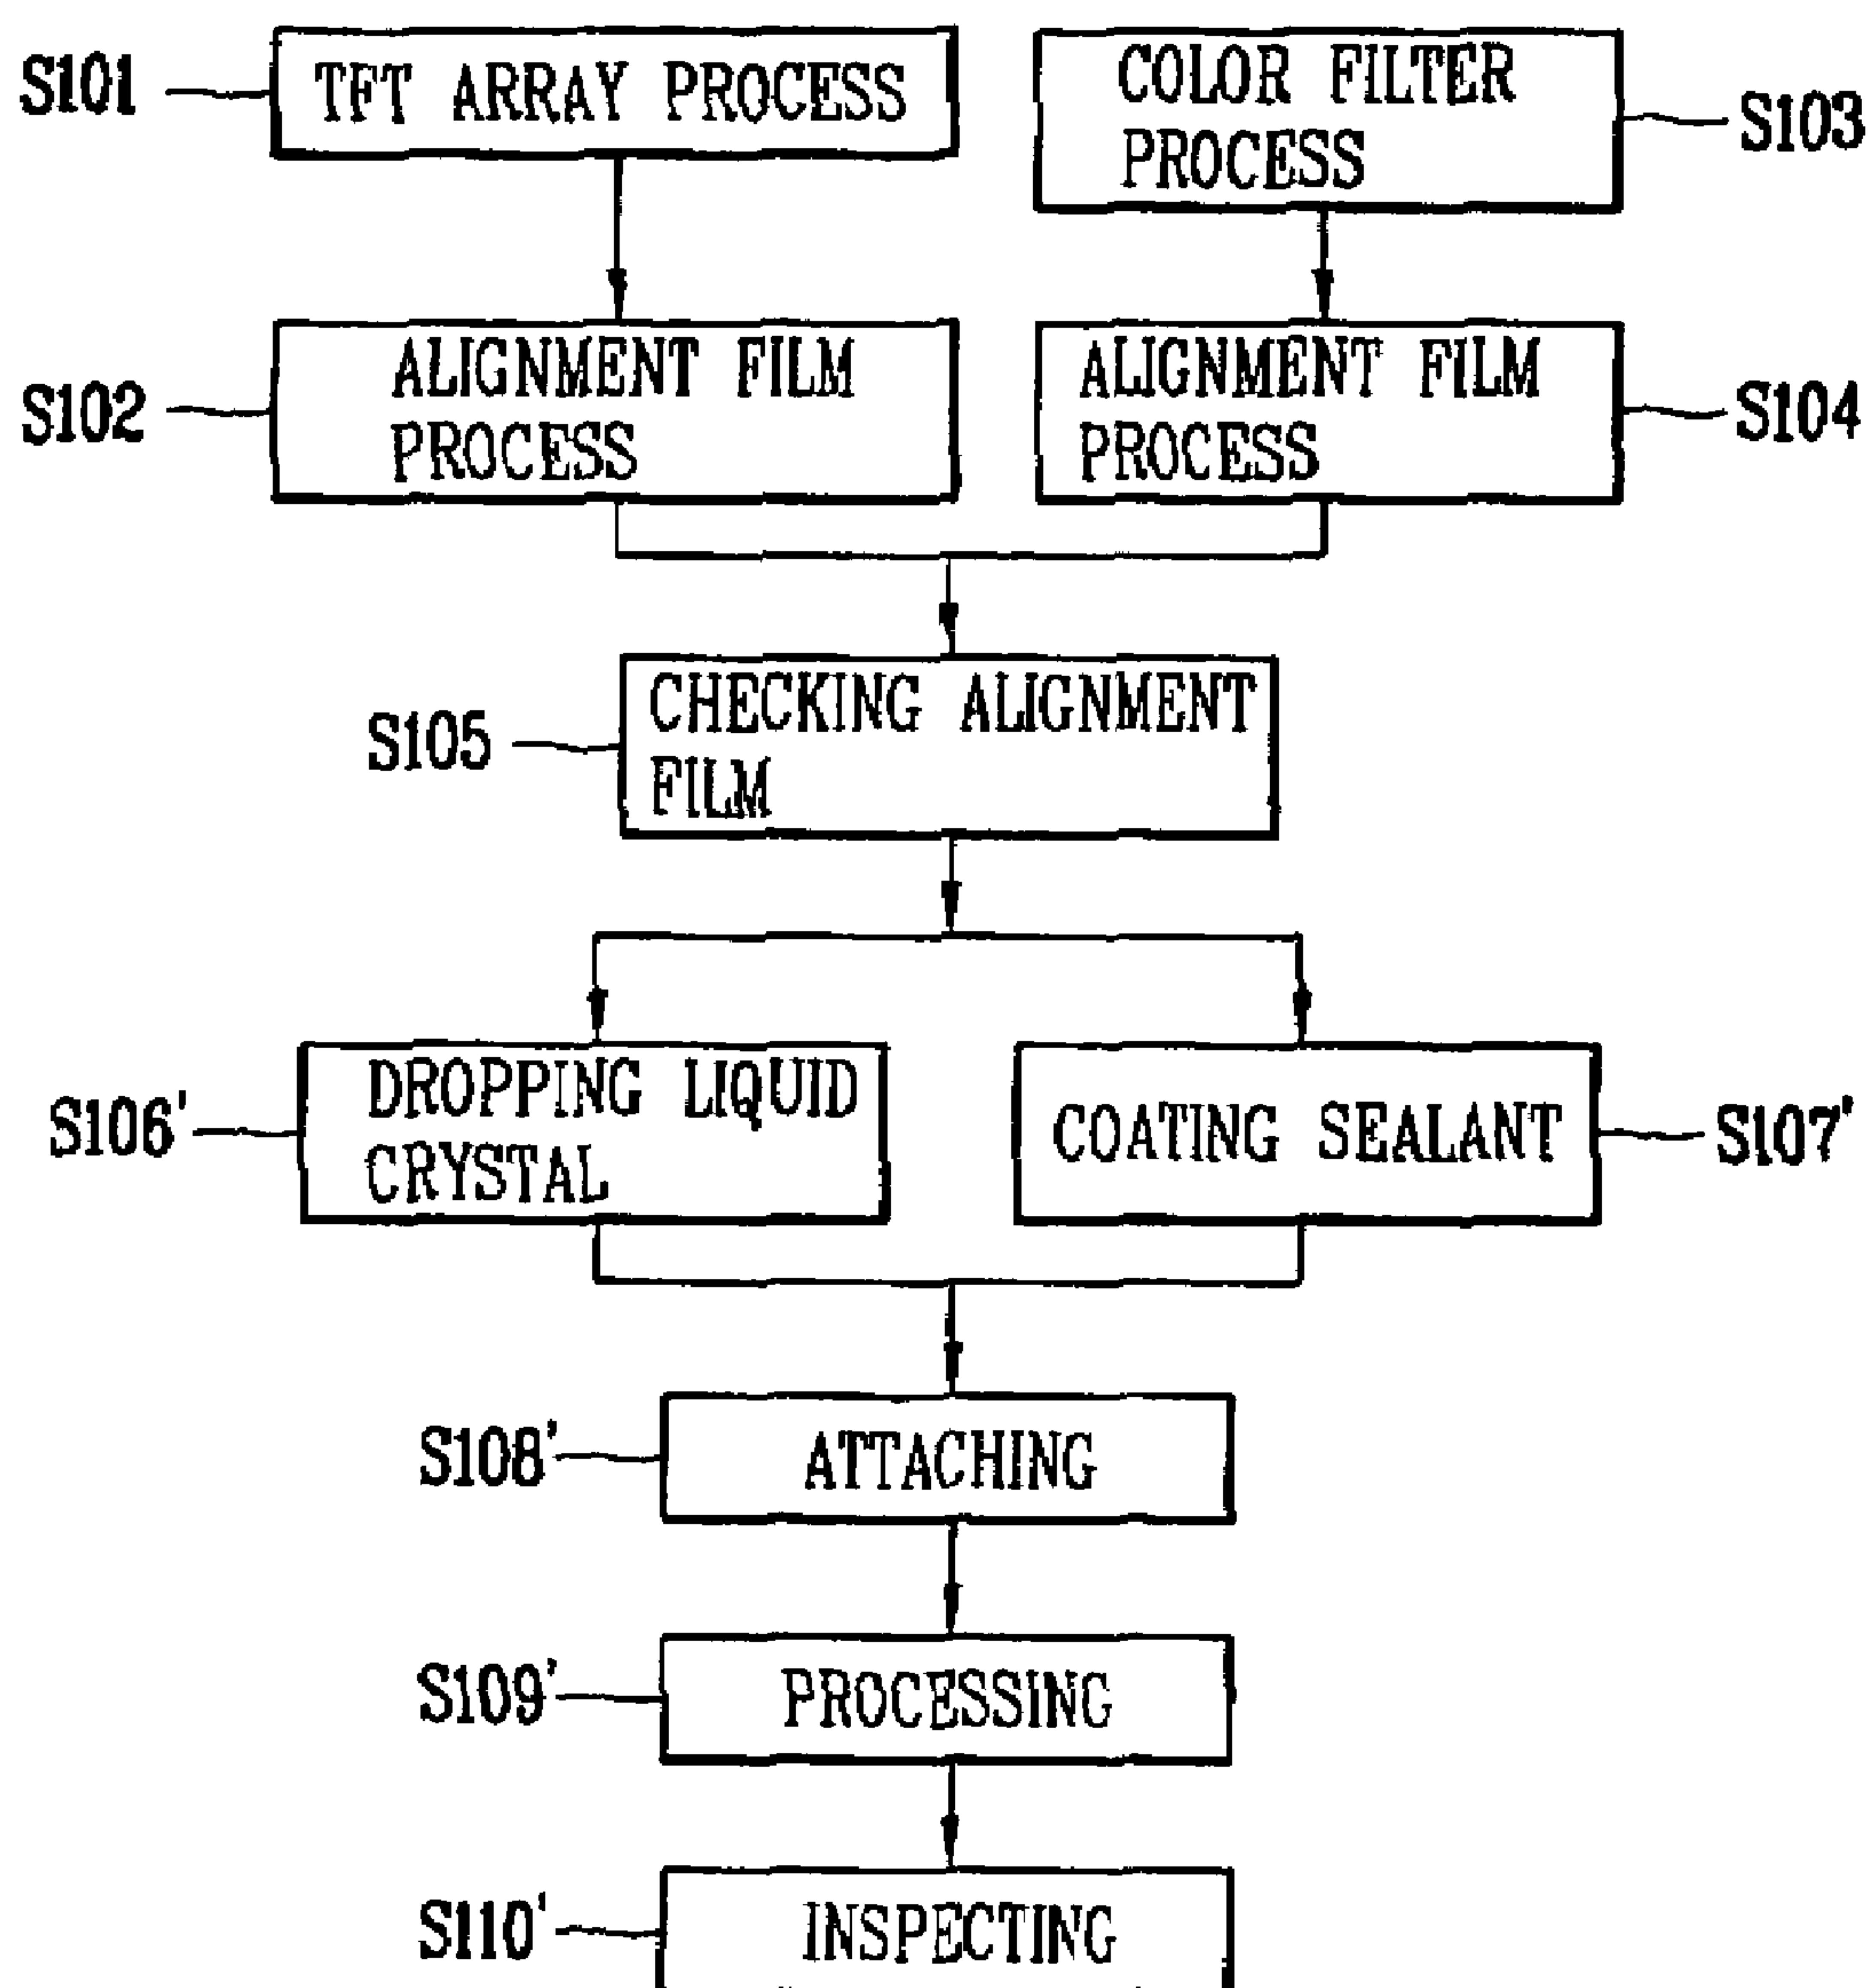 S101
TFT ARRAY PROCESS
COLOR FILTER
PROCESS
S103
S102
ALIGNMENT FILM
PROCESS
ALIGNMENT FILM
PROCESS
S104
S105
CHECKING ALIGNMENT
FILM
S106'
DROPPING LIQUID
CRYSTAL
COATING SEALANT
S107'
S108'
ATTACHING
S109'
PROCESSING
S110'
INSPECTING